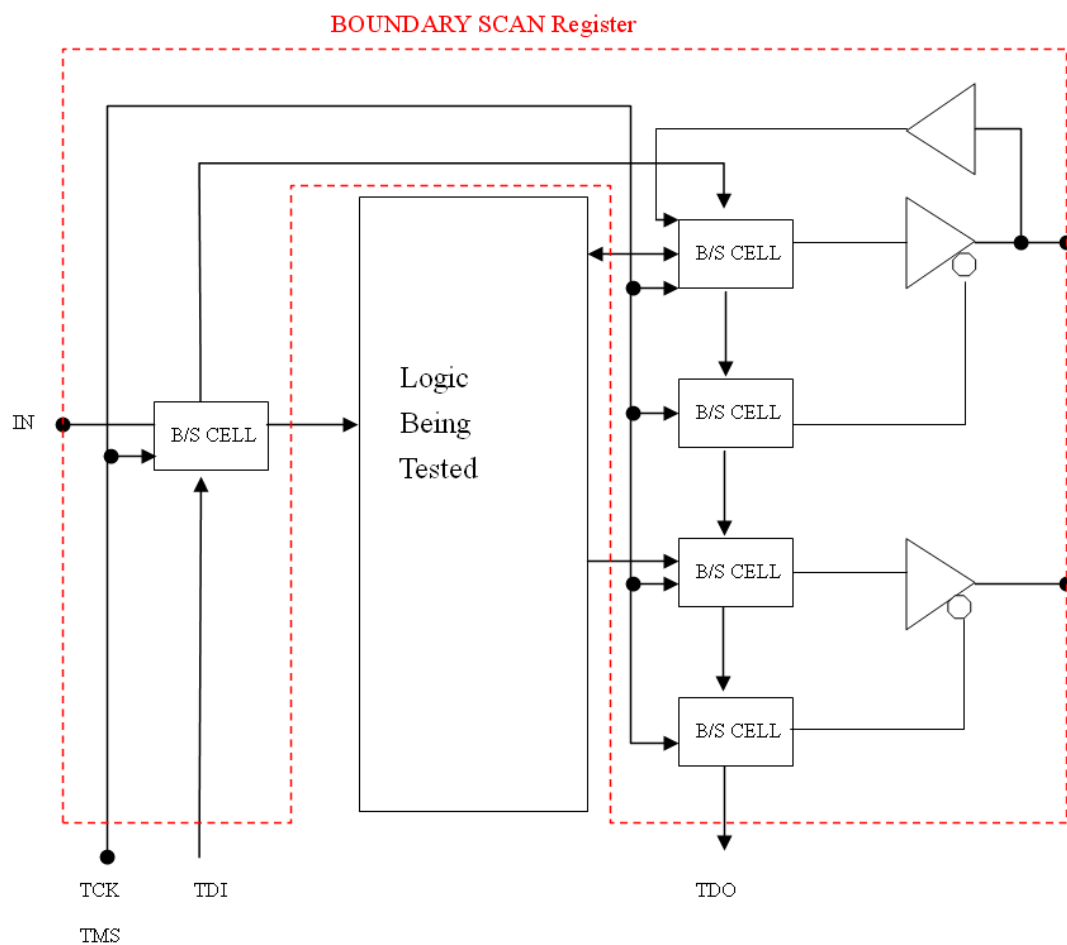 BOUNDARY SCAN Register
B/S CELL
Logic
Being
Tested
B/S CELL
IN
B/S CELL
B/S CELL
B/S CELL
TCK
TDI
TDO
TMS